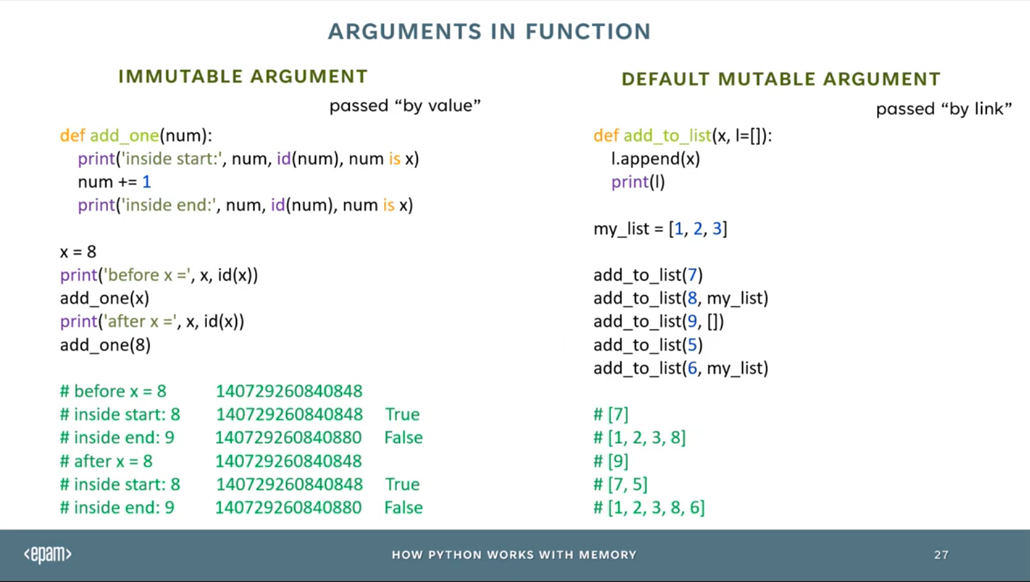 ARGUMENTS IN FUNCTION
IMMUTABLE ARGUMENT
passed “by value”
def add_one(num):
print('inside start:', num, id(num), num is x)
num += 1
print('inside end:', num, id(num), num is x)
x = 8
print('before x =', x, id(x))
add_one(x)
print('after x =', x, id(x))
add_one(8)
# before x = 8 140729260840848
# inside start: 8 140729260840848 True
# inside end: 9 140729260840880 False
# after x = 8 140729260840848
# inside start: 8 140729260840848 True
# inside end: 9 140729260840880 False
DEFAULT MUTABLE ARGUMENT
passed “by link”
def add_to_list(x, l=[]):
l.append(x)
print(l)
my_list = [1, 2, 3]
add_to_list(7)
add_to_list(8, my_list)
add_to_list(9, [])
add_to_list(5)
add_to_list(6, my_list)
# [7]
# [1, 2, 3, 8]
# [9]
# [7, 5]
# [1, 2, 3, 8, 6]
<epam> HOW PYTHON WORKS WITH MEMORY 27